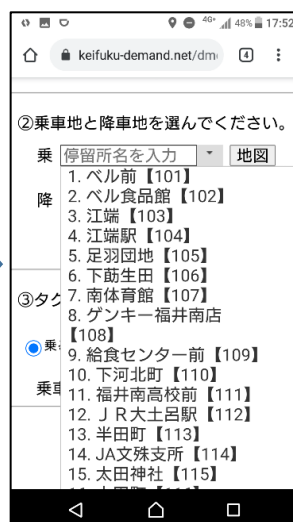 4G+ 48% 17:52
keifuku-demand.net/dm 4
②乗車地と降車地を選んでください。
乗 停留所名を入力 地図
降
1. ベル前【101】
2. ベル食品館【102】
3. 江端【103】
4. 江端駅【104】
5. 足羽団地【105】
6. 下莇生田【106】
7. 南体育館【107】
8. ゲンキー福井南店
【108】
9. 給食センター前【109】
10. 下河北町【110】
11. 福井南高校前【111】
12. ＪＲ大土呂駅【112】
13. 半田町【113】
14. JA文殊支所【114】
15. 太田神社【115】
③タク
乗車